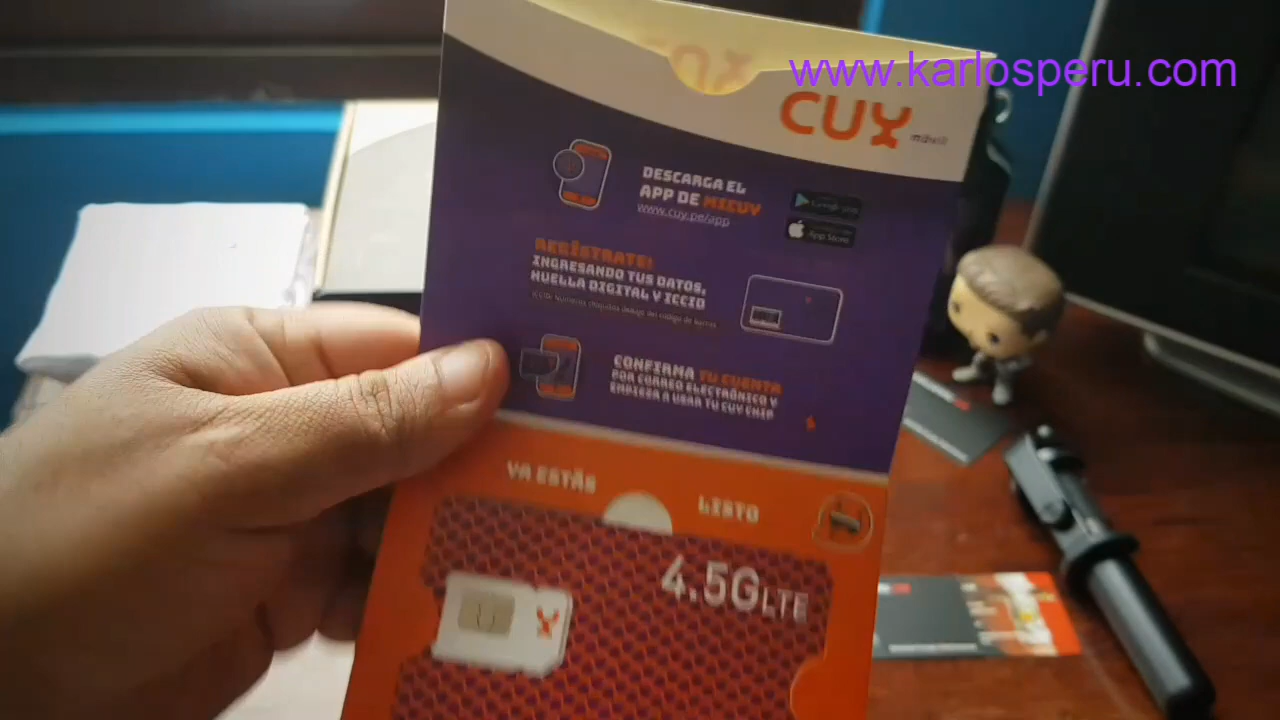 www.karlosperu.com
CUY
móvil
DESCARGA EL
APP DE MICUY
www.cuy.pe/app
Google play
App Store
REGÍSTRATE:
INGRESANDO TUS DATOS,
HUELLA DIGITAL Y ICCID
CONFIRMA TU CUENTA
POR CORREO ELECTRÓNICO Y
EMPIEZA A USAR TU CUY CHIP
YA ESTÁS
LISTO
4.5G LTE